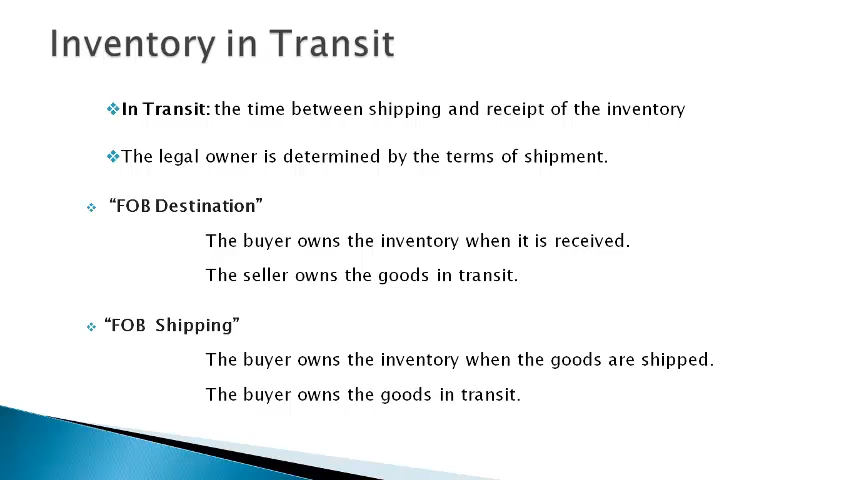 Inventory in Transit
In Transit: the time between shipping and receipt of the inventory
The legal owner is determined by the terms of shipment.
“FOB Destination”
The buyer owns the inventory when it is received.
The seller owns the goods in transit.
“FOB Shipping”
The buyer owns the inventory when the goods are shipped.
The buyer owns the goods in transit.